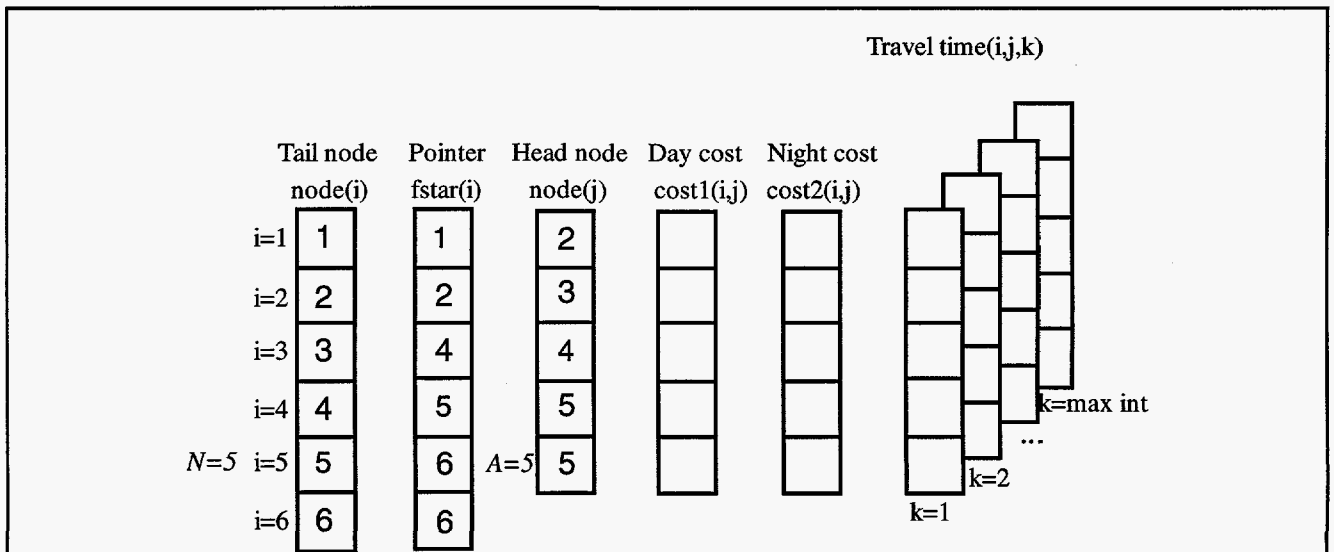 Travel time(i,j,k)
Tail node Pointer Head node Day cost Night cost
node(i) fstar(i) node(j) cost1(i,j) cost2(i,j)
i=1 1 1 2
i=2 2 2 3
i=3 3 4 4
i=4 4 5 5
k=max int
...
N=5 i=5 5 6 A=5 5
k=2
i=6 6 6
k=1